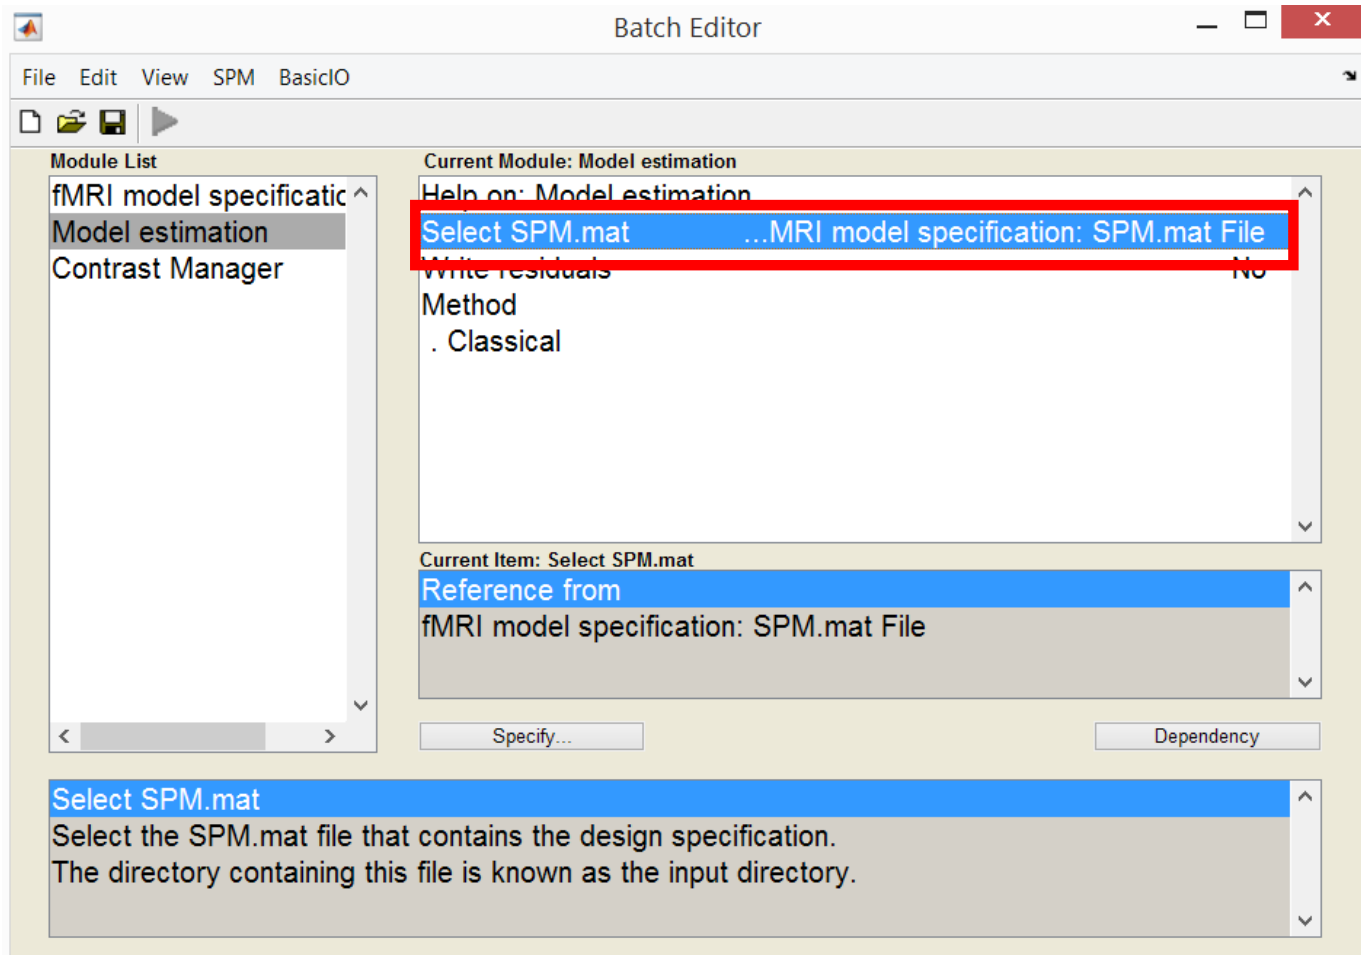 Batch Editor
File Edit View SPM BasicIO
Module List
fMRI model specificatic
Model estimation
Contrast Manager
Current Module: Model estimation
Help on: Model estimation
Select SPM.mat ...MRI model specification: SPM.mat File
Write residuals No
Method
. Classical
Current Item: Select SPM.mat
Reference from
fMRI model specification: SPM.mat File
Specify...
Dependency
Select SPM.mat
Select the SPM.mat file that contains the design specification.
The directory containing this file is known as the input directory.